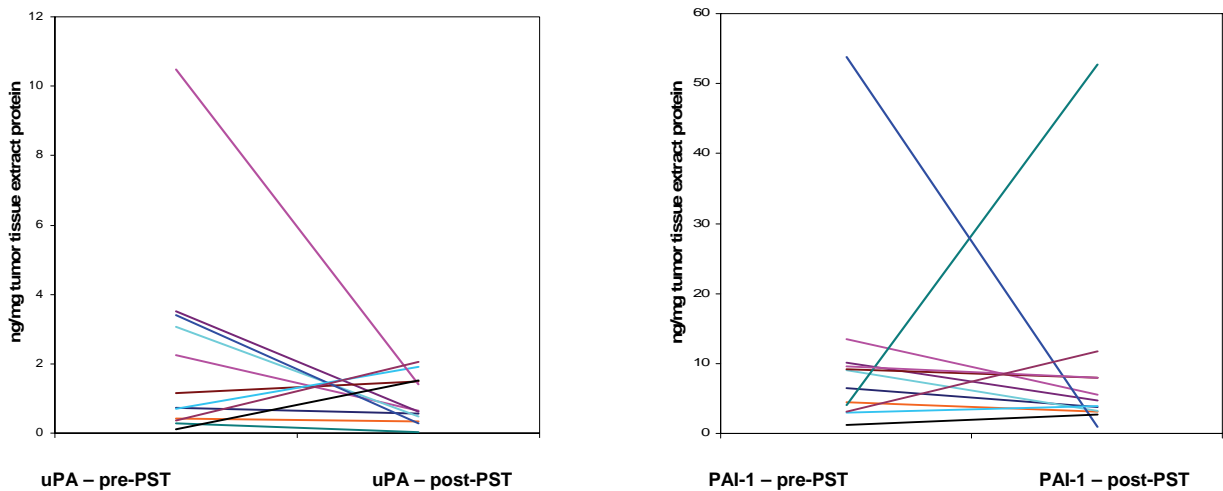 ng/mg tumor tissue extract protein
12
10
8
6
4
2
0
uPA – pre-PST
uPA – post-PST
ng/mg tumor tissue extract protein
60
50
40
30
20
10
0
PAI-1 – pre-PST
PAI-1 – post-PST